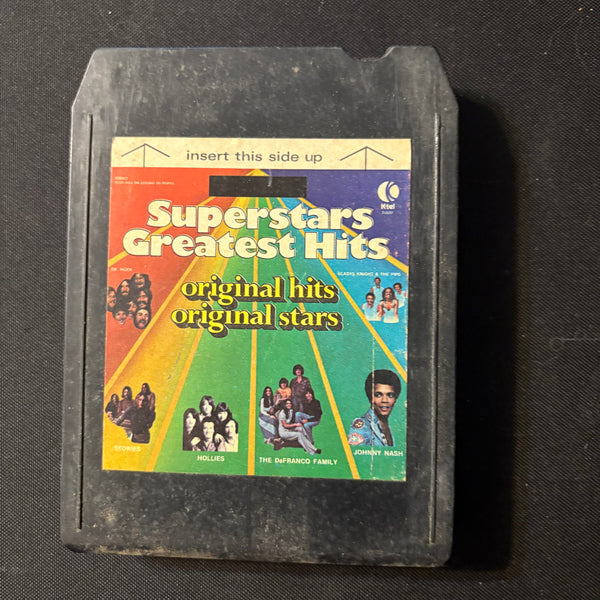 insert this side up
K
K-tel
Superstars
Greatest Hits
DR. HOOK
GLADYS KNIGHT & THE PIPS
original hits
original stars
STORIES
HOLLIES
THE DeFRANCO FAMILY
JOHNNY NASH